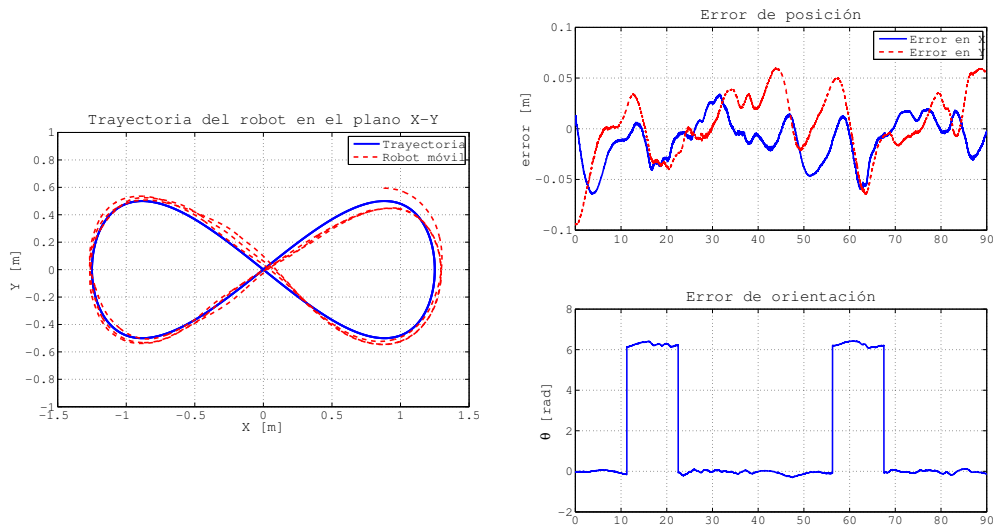 Trayectoria del robot en el plano X-Y
1
0.8
0.6
0.4
0.2
0
-0.2
-0.4
-0.6
-0.8
-1
Y [m]
-1.5 -1 -0.5 0 0.5 1 1.5
X [m]
Trayectoria
Robot móvil
Error de posición
0.1
0.05
0
-0.05
-0.1
error [m]
0 10 20 30 40 50 60 70 80 90
Error en X
Error en Y
Error de orientación
8
6
4
2
0
-2
θ [rad]
0 10 20 30 40 50 60 70 80 90